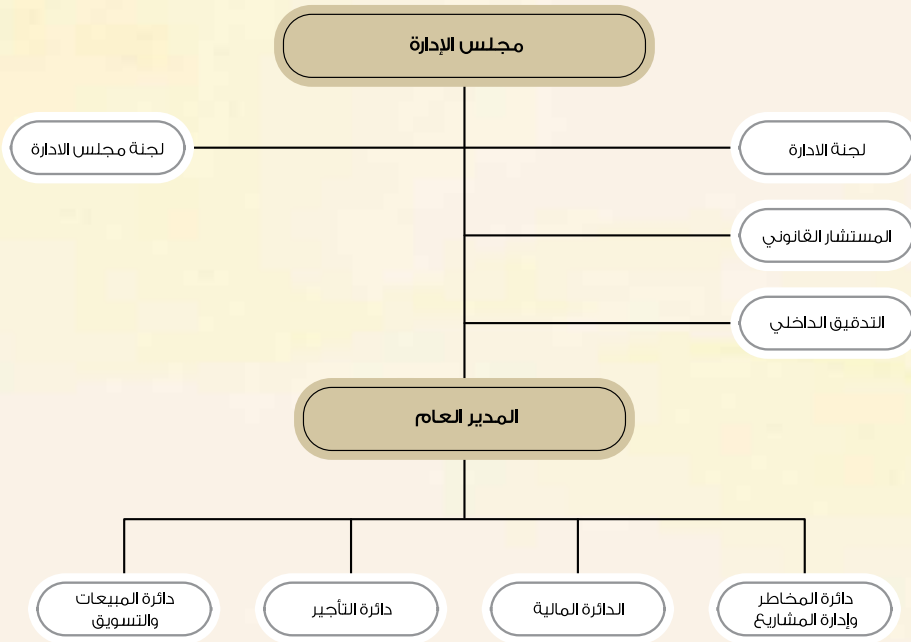 مجلس الإدارة
لجنة الادارة
لجنة مجلس الادارة
المستشار القانوني
التدقيق الداخلي
المدير العام
دائرة المخاطر
وإدارة المشاريع
الدائرة المالية
دائرة التأجير
دائرة المبيعات
والتسويق